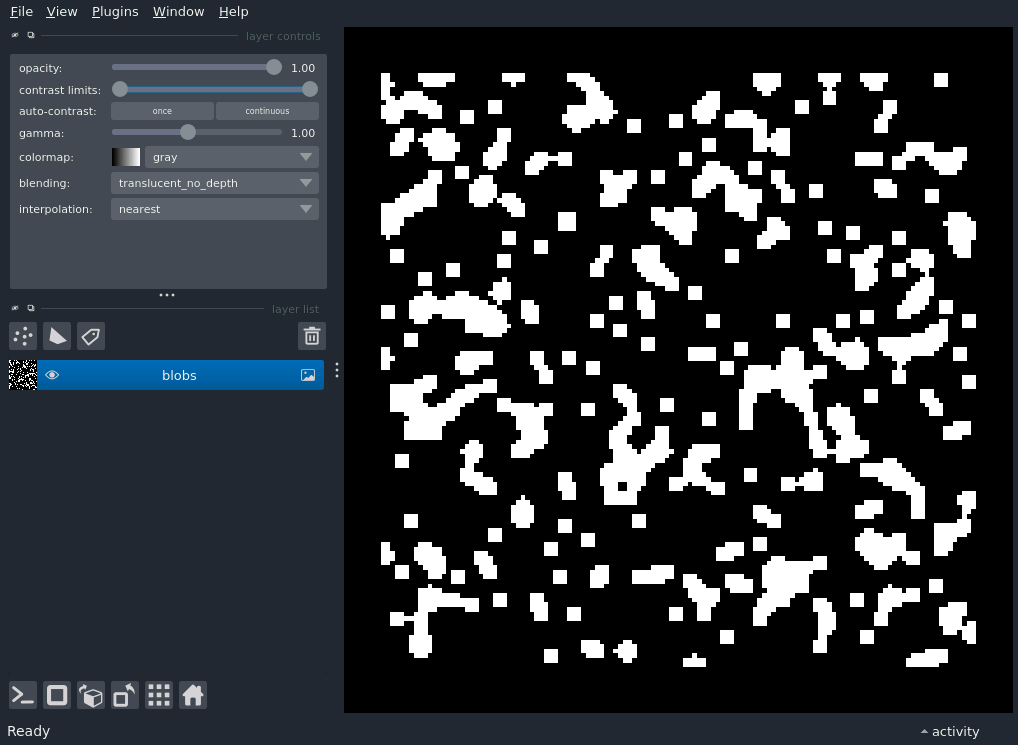 File View Plugins Window Help
layer controls
opacity: 1.00
contrast limits:
auto-contrast: once continuous
gamma: 1.00
colormap: gray
blending: translucent_no_depth
interpolation: nearest
layer list
blobs
Ready
activity